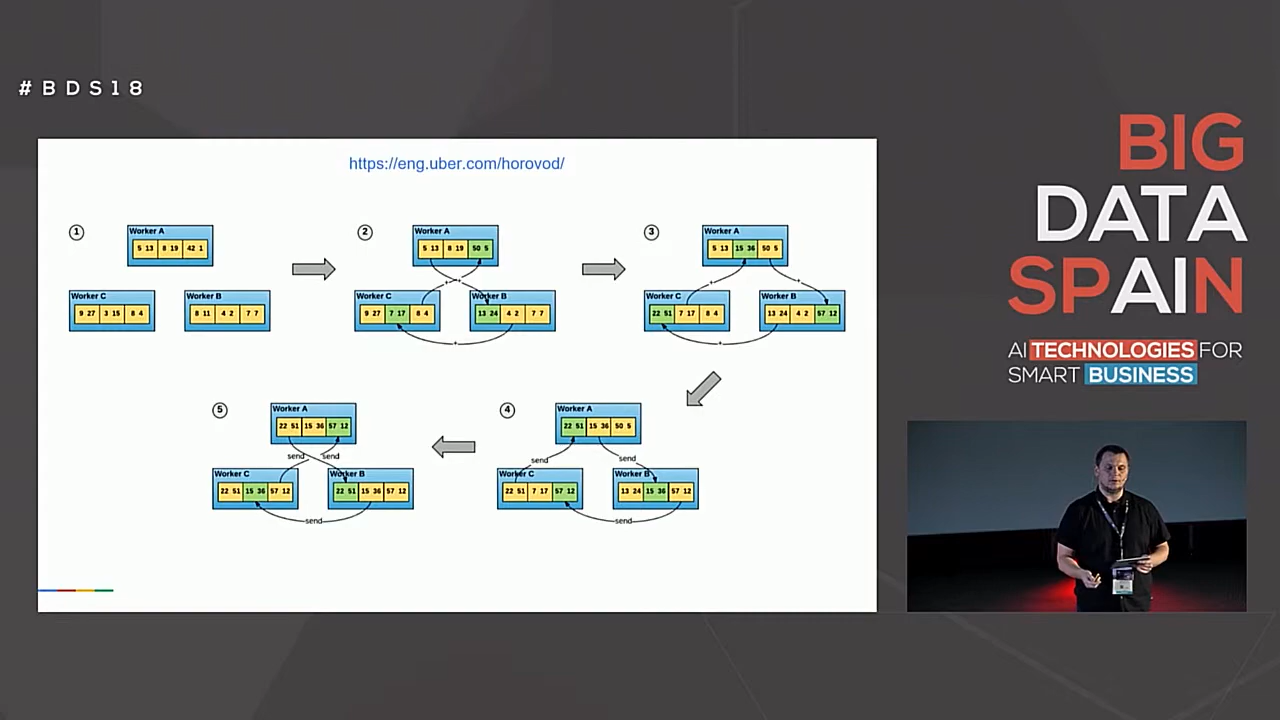 #BDS18
https://eng.uber.com/horovod/
1
Worker A
5 13 8 19 42 1
Worker C
9 27 3 15 8 4
Worker B
8 11 4 2 7 7
2
Worker A
5 13 8 19 50 5
+ +
Worker C
9 27 7 17 8 4
Worker B
13 24 4 2 7 7
+
3
Worker A
5 13 15 36 50 5
+ +
Worker C
22 51 7 17 8 4
Worker B
13 24 4 2 57 12
+
5
Worker A
22 51 15 36 57 12
send send
Worker C
22 51 15 36 57 12
Worker B
22 51 15 36 57 12
send
4
Worker A
22 51 15 36 50 5
send send
Worker C
22 51 7 17 57 12
Worker B
13 24 15 36 57 12
send
BIG
DATA
SPAIN
AI TECHNOLOGIES FOR
SMART BUSINESS